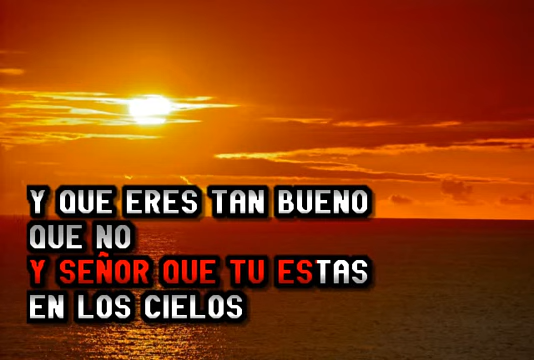 Y QUE ERES TAN BUENO
QUE NO
Y SEÑOR QUE TU ESTAS
EN LOS CIELOS